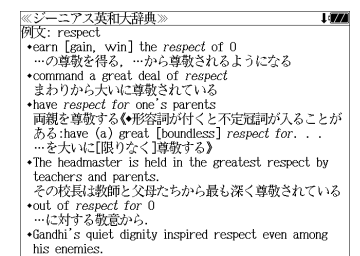 ≪ジーニアス英和大辞典≫
例文: respect
◆earn [gain, win] the respect of O
…の尊敬を得る, …から尊敬されるようになる
◆command a great deal of respect
まわりから大いに尊敬されている
◆have respect for one's parents
両親を尊敬する《◆形容詞が付くと不定冠詞が入ることが
ある:have (a) great [boundless] respect for. . .
…を大いに[限りなく]尊敬する》
◆The headmaster is held in the greatest respect by
teachers and parents.
その校長は教師と父母たちから最も深く尊敬されている
◆out of respect for O
…に対する敬意から.
◆Gandhi's quiet dignity inspired respect even among
his enemies.